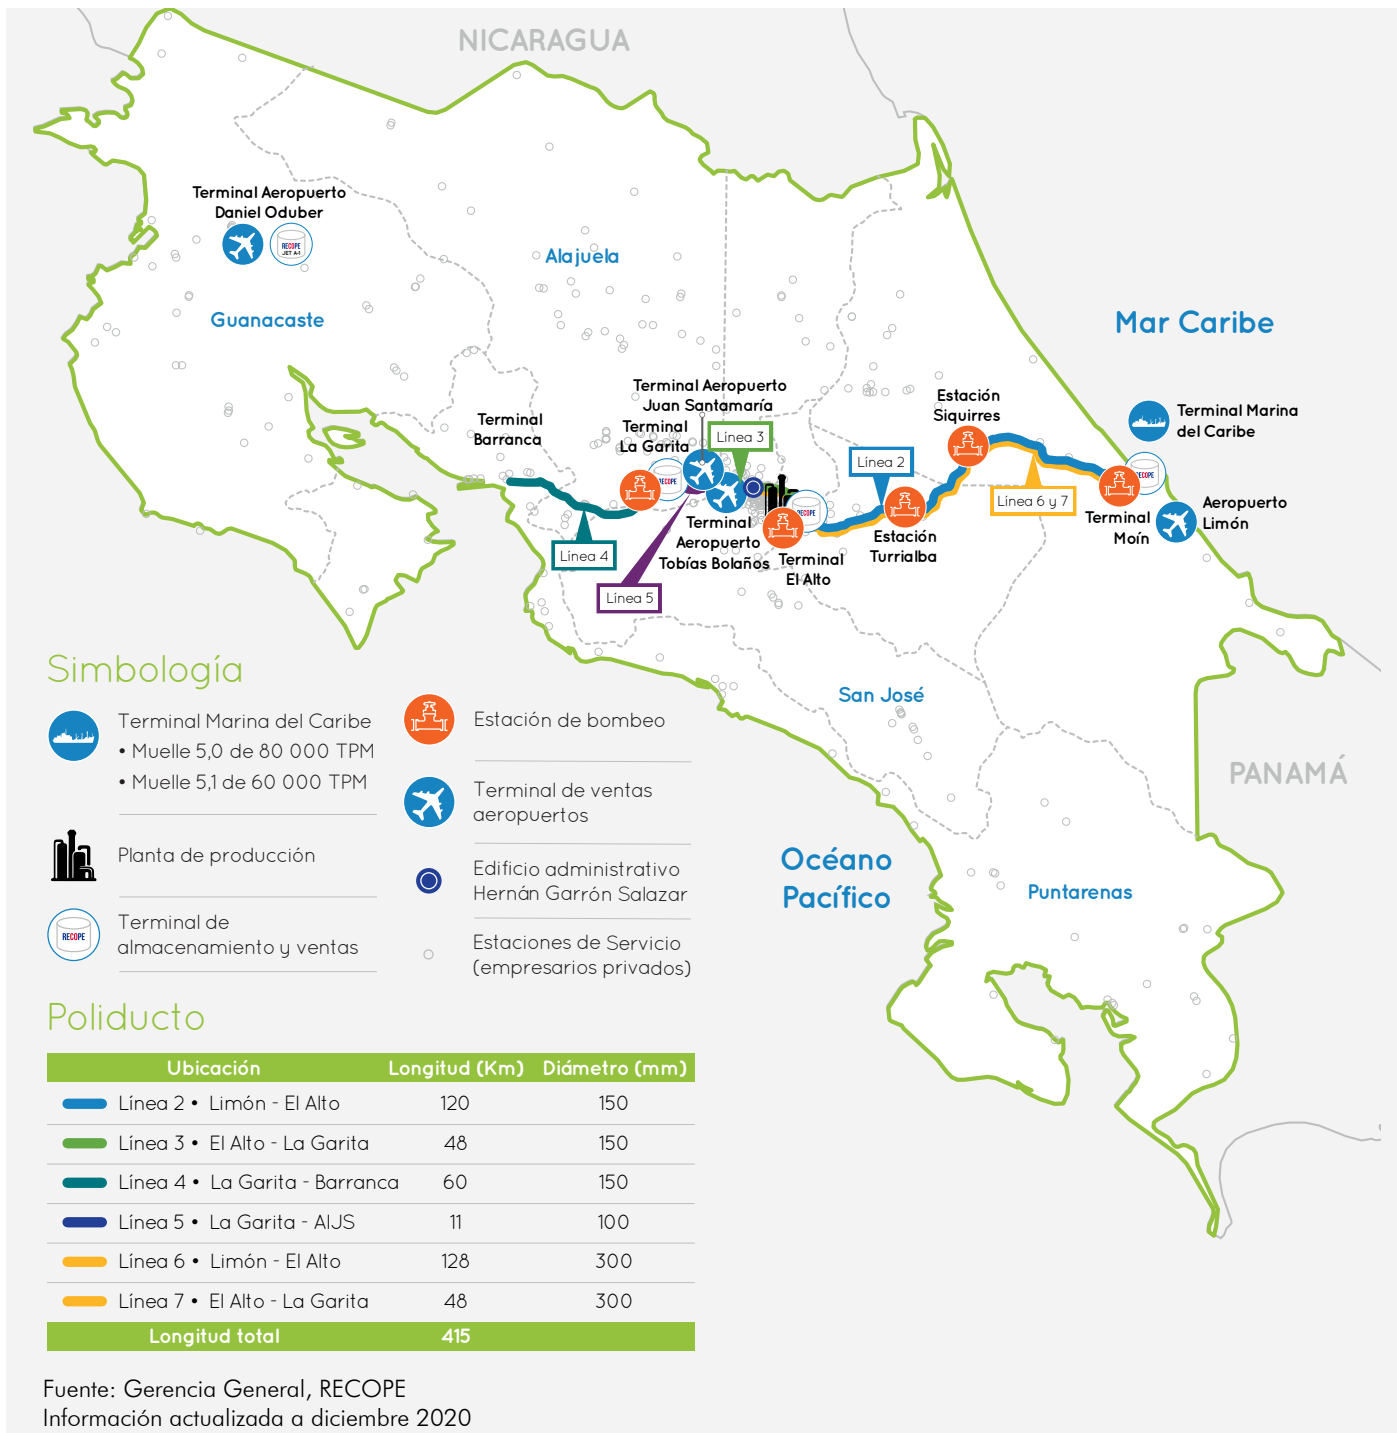 NICARAGUA
Terminal Aeropuerto
Daniel Oduber
RECOPE
JET A-1
Alajuela
Guanacaste
Mar Caribe
Terminal Aeropuerto
Juan Santamaría
Terminal
Barranca
Terminal
La Garita
Línea 3
Estación
Siquirres
Terminal Marina
del Caribe
Línea 2
RECOPE
RECOPE
RECOPE
Línea 6 y 7
Aeropuerto
Limón
Terminal
Moín
Terminal
Aeropuerto
Tobías Bolaños
Estación
Turrialba
Línea 4
Terminal
El Alto
Línea 5
San José
PANAMÁ
Océano
Pacífico
Puntarenas
Simbología
Terminal Marina del Caribe
• Muelle 5,0 de 80 000 TPM
• Muelle 5,1 de 60 000 TPM
Planta de producción
RECOPE
Terminal de
almacenamiento y ventas
Estación de bombeo
Terminal de ventas
aeropuertos
Edificio administrativo
Hernán Garrón Salazar
Estaciones de Servicio
(empresarios privados)
Poliducto
Ubicación Longitud (Km) Diámetro (mm)
Línea 2 • Limón - El Alto 120 150
Línea 3 • El Alto - La Garita 48 150
Línea 4 • La Garita - Barranca 60 150
Línea 5 • La Garita - AIJS 11 100
Línea 6 • Limón - El Alto 128 300
Línea 7 • El Alto - La Garita 48 300
Longitud total 415
Fuente: Gerencia General, RECOPE
Información actualizada a diciembre 2020